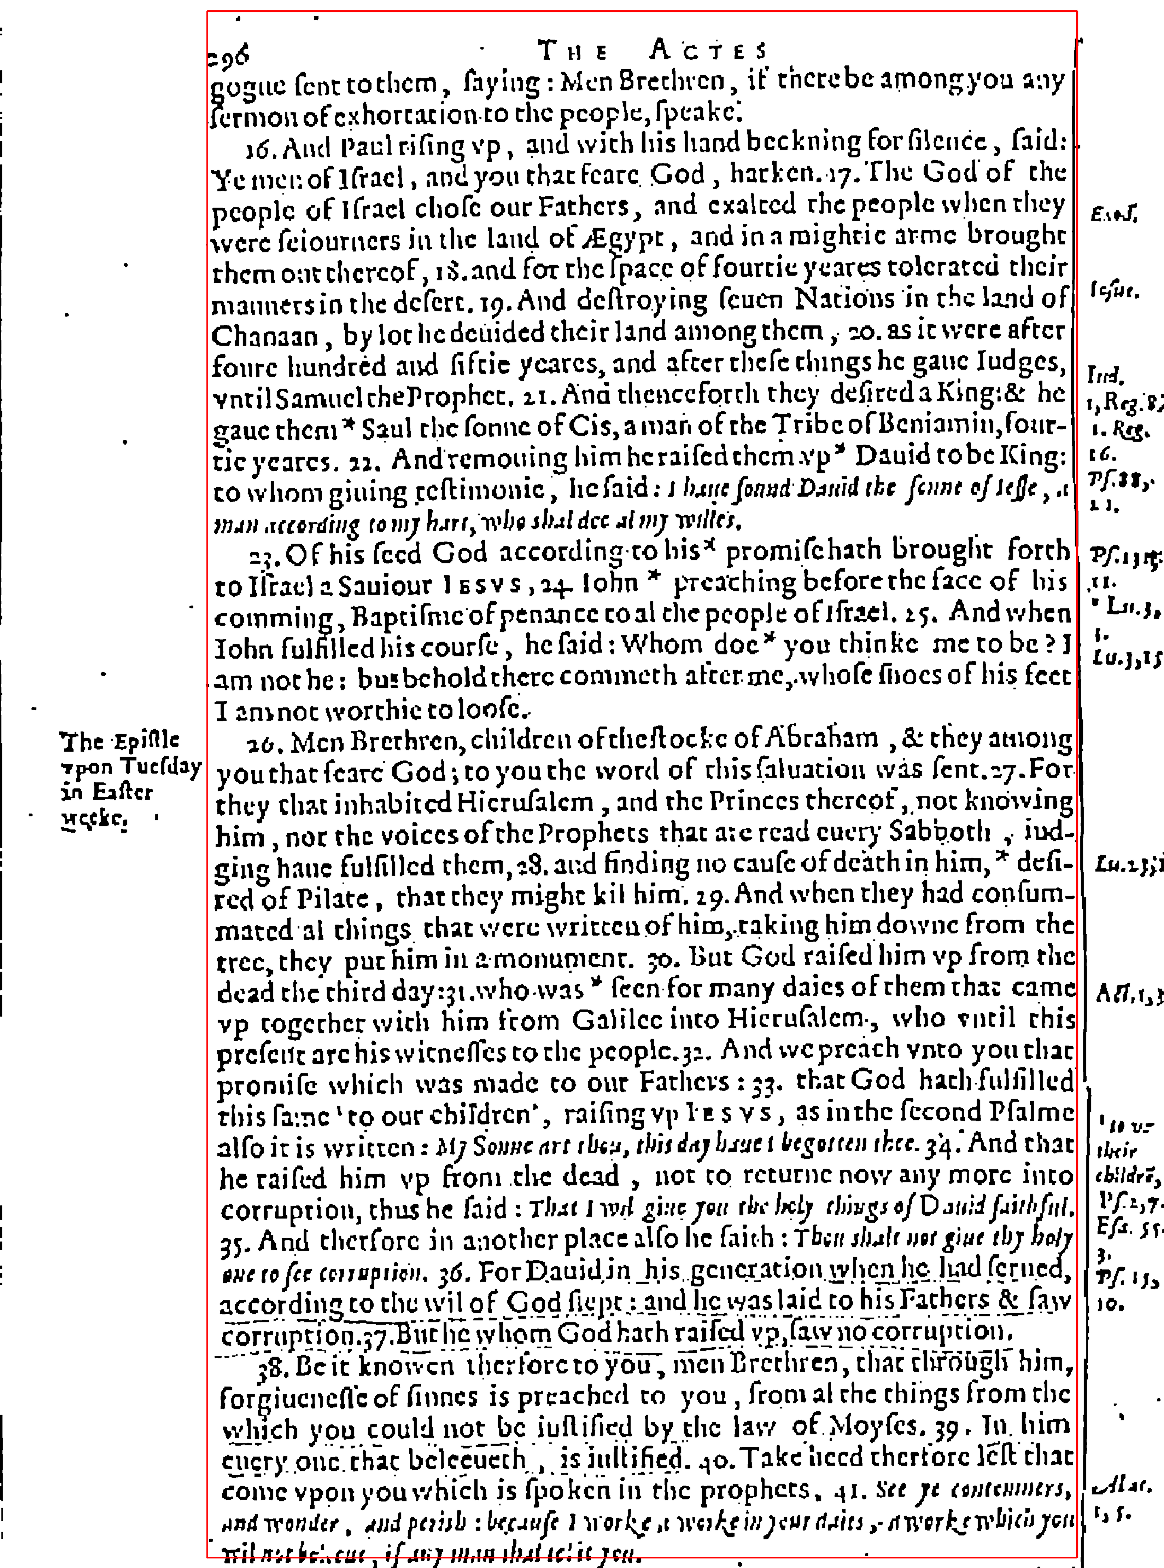 296 THE ACTES
gogue sent to them, saying: Men Brethren, if there be among you any
sermon of exhortation to the people, speake.
16. And Paul rising vp, and with his hand beckning for silence, said:
Ye men of Israel, and you that feare God, harken. 17. The God of the
people of Israel chose our Fathers, and exalted the people when they
were seiourners in the land of Ægypt, and in a mightie arme brought
them out thereof, 18. and for the space of fourtie yeares tolerated their
manners in the desert. 19. And destroying seuen Nations in the land of
Chanaan, by lot he deuided their land among them, 20. as it were after
foure hundred and fiftie yeares, and after these things he gaue Iudges,
vntil Samuel the Prophet. 21. And thenceforth they desired a King: & he
gaue them * Saul the sonne of Cis, a man of the Tribe of Beniamin, four-
tie yeares. 22. And remouing him he raised them vp * Dauid to be King:
to whom giuing testimonie, he said: I haue found Dauid the sonne of Iesse, a
man according to my hart, who shal doe al my willes.
23. Of his seed God according to his * promise hath brought forth
to Israel a Sauiour IESVS, 24. Iohn * preaching before the face of his
comming, Baptisme of penance to al the people of Israel. 25. And when
Iohn fulfilled his course, he said: Whom doe * you thinke me to be? I
am not he: but behold there commeth after me, whose shoes of his feet
I am not worthie to loose.
26. Men Brethren, children of the stocke of Abraham, & they among
you that feare God, to you the word of this saluation was sent. 27. For
they that inhabited Hierusalem, and the Princes thereof, not knowing
him, nor the voices of the Prophets that are read euery Sabboth, iud-
ging haue fulfilled them, 28. and finding no cause of death in him, * desi-
red of Pilate, that they might kil him. 29. And when they had consum-
mated al things that were written of him, taking him downe from the
tree, they put him in a monument. 30. But God raised him vp from the
dead the third day: 31. who was * seen for many daies of them that came
vp together with him from Galilee into Hierusalem, who vntil this
present are his witnesses to the people. 32. And we preach vnto you that
promise which was made to our Fathers: 33. that God hath fulfilled
this same ' to our children', raising vp IESVS, as in the second Psalme
also it is written: My Sonne art thou, this day haue I begotten thee. 34. And that
he raised him vp from the dead, not to returne now any more into
corruption, thus he said: That I wil giue you the holy things of Dauid faithful.
35. And therfore in another place also he saith: Thou shalt not giue thy holy
one to see corruption. 36. For Dauid in his generation when he had serued,
according to the wil of God slept: and he was laid to his Fathers & saw
corruption. 37. But he whom God hath raised vp, saw no corruption.
38. Be it knowen therfore to you, men Brethren, that through him,
forgiuenesse of sinnes is preached to you, from al the things from the
which you could not be iustified by the law of Moyses. 39. In him
euery one that beleeueth, is iustified. 40. Take heed therfore lest that
come vpon you which is spoken in the prophets, 41. See ye contemners,
and wonder, and perish: because I worke a worke in your daies, a worke which you
wil not beleeue, if any man shal tel it you.
The Epistle
vpon Tuesday
in Easter
weeke.
Exod.
Iosue.
Iud.
1. Reg. 8.
1. Reg.
16.
Ps. 88,
21.
11.
* Lu. 3,
Lu. 3, 15
Lu. 23,
Act. 1, 3
' to vs
their
childrē,
Ps. 2, 7.
Esa. 55.
3.
Ps. 15,
10.
Abac.
1, 5.